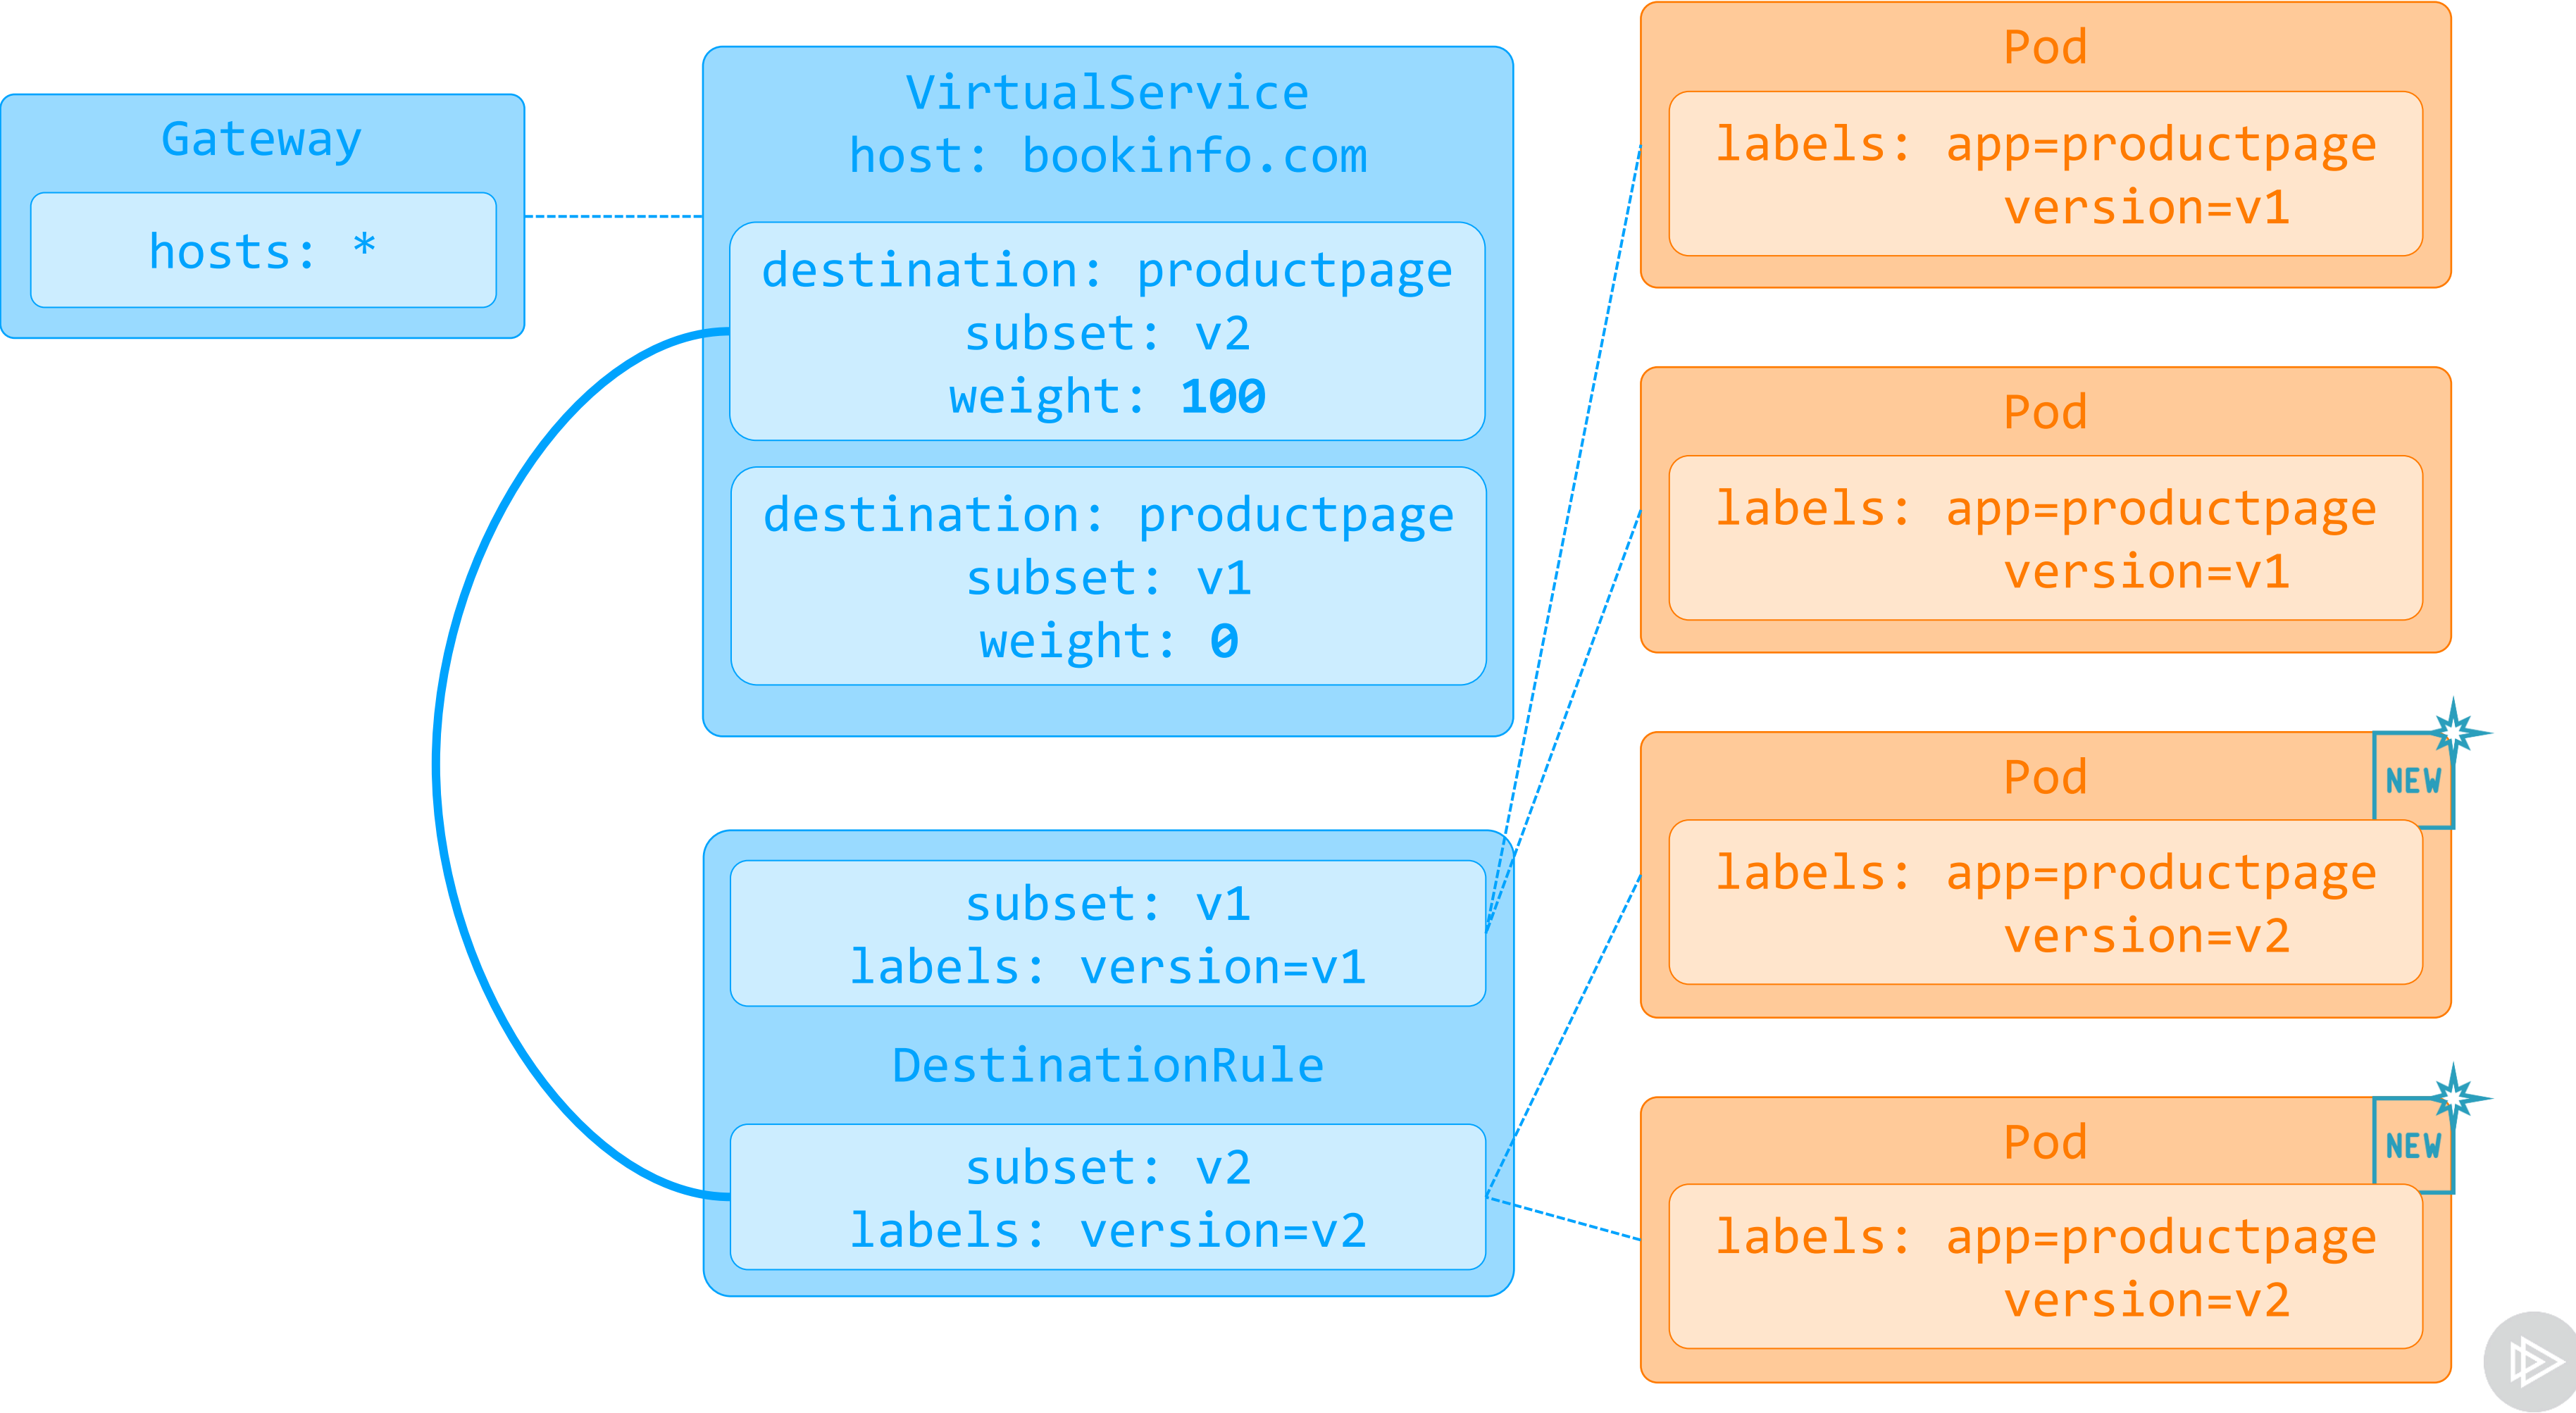 Gateway
hosts: *
VirtualService
host: bookinfo.com
destination: productpage
subset: v2
weight: 100
destination: productpage
subset: v1
weight: 0
subset: v1
labels: version=v1
DestinationRule
subset: v2
labels: version=v2
Pod
labels: app=productpage
version=v1
Pod
labels: app=productpage
version=v1
Pod
NEW
labels: app=productpage
version=v2
Pod
NEW
labels: app=productpage
version=v2